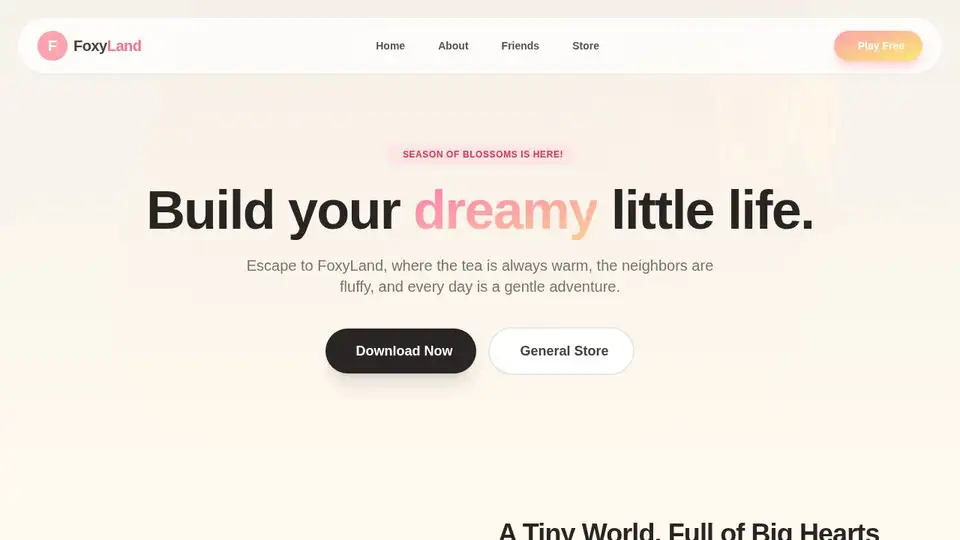 F FoxyLand Home About Friends Store Play Free
SEASON OF BLOSSOMS IS HERE!
Build your dreamy little life.
Escape to FoxyLand, where the tea is always warm, the neighbors are
fluffy, and every day is a gentle adventure.
Download Now General Store
A Tiny World, Full of Big Hearts